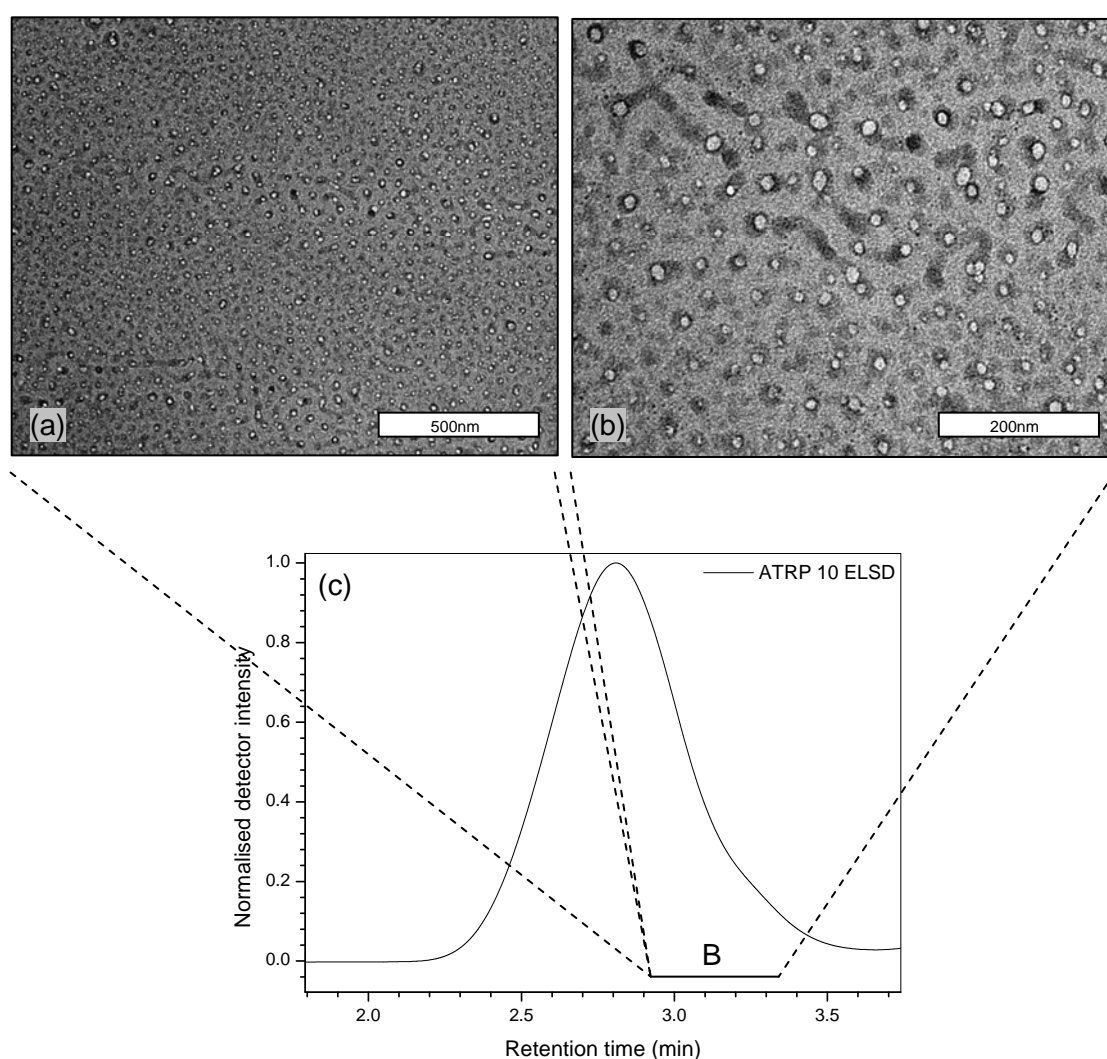 (a)
500nm
(b)
200nm
(c)
ATRP 10 ELSD
1.0
0.8
0.6
0.4
0.2
0.0
Normalised detector intensity
B
2.0 2.5 3.0 3.5
Retention time (min)